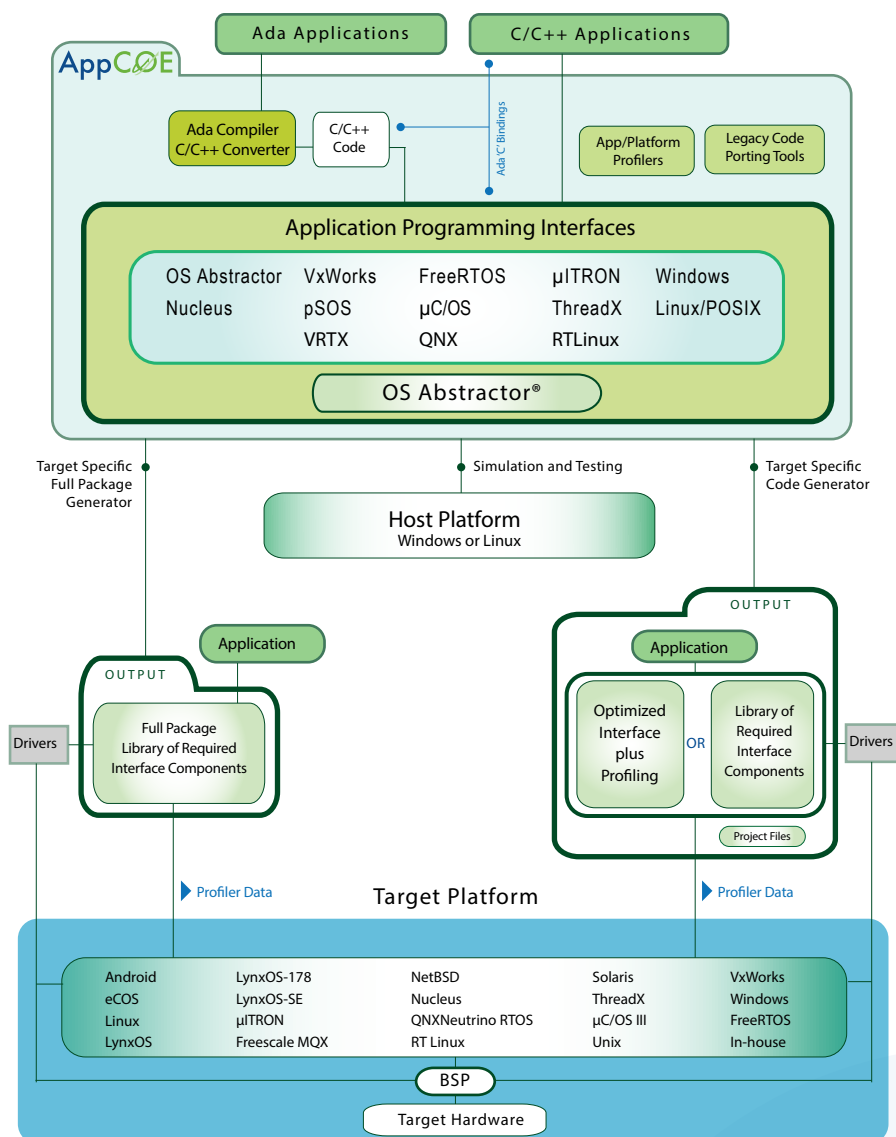 Ada Applications
C/C++ Applications
AppCOE
Ada Compiler
C/C++ Converter
C/C++
Code
Ada 'C' Bindings
App/Platform
Profilers
Legacy Code
Porting Tools
Application Programming Interfaces
OS Abstractor VxWorks FreeRTOS µITRON Windows
Nucleus pSOS µC/OS ThreadX Linux/POSIX
VRTX QNX RTLinux
OS Abstractor®
Target Specific
Full Package
Generator
Simulation and Testing
Target Specific
Code Generator
Host Platform
Windows or Linux
OUTPUT
Application
OUTPUT
Application
Drivers
Full Package
Library of Required
Interface Components
Optimized
Interface
plus
Profiling
OR
Library of
Required
Interface
Components
Drivers
Project Files
Profiler Data
Target Platform
Profiler Data
Android LynxOS-178 NetBSD Solaris VxWorks
eCOS LynxOS-SE Nucleus ThreadX Windows
Linux µITRON QNXNeutrino RTOS µC/OS III FreeRTOS
LynxOS Freescale MQX RT Linux Unix In-house
BSP
Target Hardware